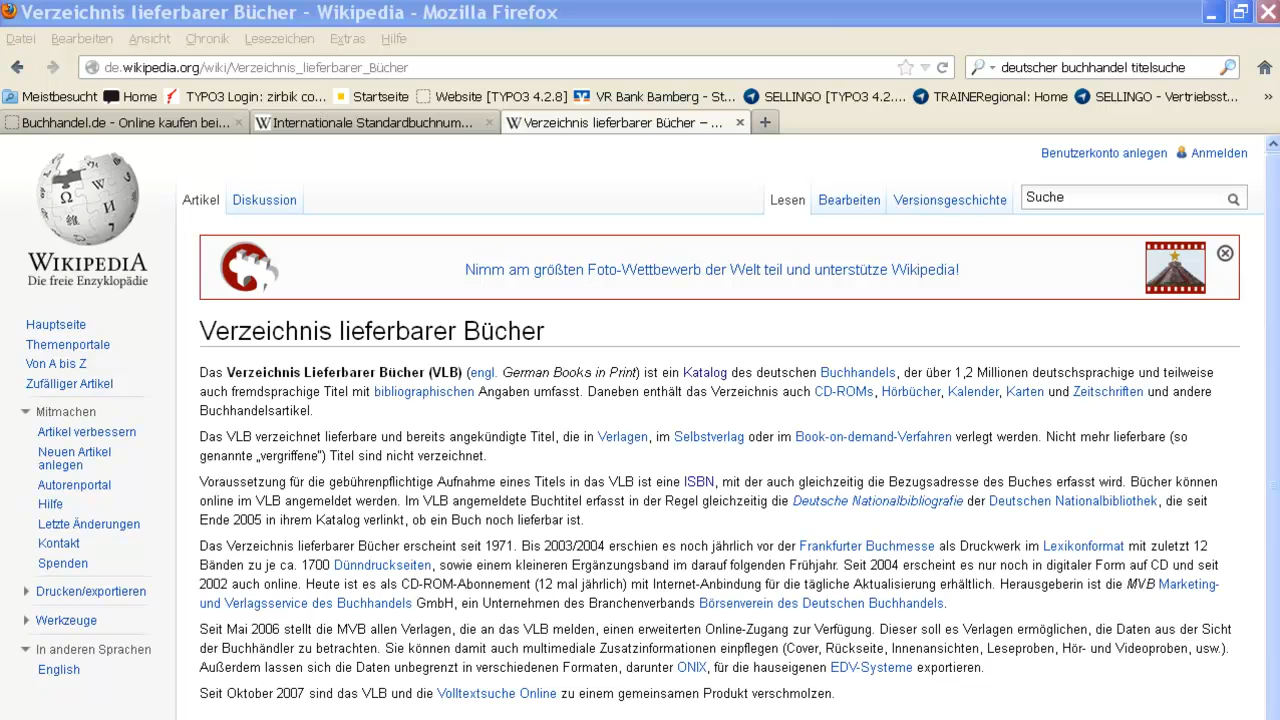 Verzeichnis lieferbarer Bücher - Wikipedia - Mozilla Firefox
Datei Bearbeiten Ansicht Chronik Lesezeichen Extras Hilfe
de.wikipedia.org/wiki/Verzeichnis_lieferbarer_Bücher
deutscher buchhandel titelsuche
Meistbesucht Home TYPO3 Login: zirbik co... Startseite Website [TYPO3 4.2.8] VR Bank Bamberg - St... SELLINGO [TYPO3 4.2.... TRAINERegional: Home SELLINGO - Vertriebsst... »
Buchhandel.de - Online kaufen bei... Internationale Standardbuchnum... Verzeichnis lieferbarer Bücher – ...
Benutzerkonto anlegen Anmelden
Artikel Diskussion Lesen Bearbeiten Versionsgeschichte Suche
WIKIPEDIA
Die freie Enzyklopädie
Nimm am größten Foto-Wettbewerb der Welt teil und unterstütze Wikipedia!
Hauptseite
Themenportale
Von A bis Z
Zufälliger Artikel
Mitmachen
Artikel verbessern
Neuen Artikel
anlegen
Autorenportal
Hilfe
Letzte Änderungen
Kontakt
Spenden
Drucken/exportieren
Werkzeuge
In anderen Sprachen
English
Verzeichnis lieferbarer Bücher
Das Verzeichnis Lieferbarer Bücher (VLB) (engl. German Books in Print) ist ein Katalog des deutschen Buchhandels, der über 1,2 Millionen deutschsprachige und teilweise
auch fremdsprachige Titel mit bibliographischen Angaben umfasst. Daneben enthält das Verzeichnis auch CD-ROMs, Hörbücher, Kalender, Karten und Zeitschriften und andere
Buchhandelsartikel.
Das VLB verzeichnet lieferbare und bereits angekündigte Titel, die in Verlagen, im Selbstverlag oder im Book-on-demand-Verfahren verlegt werden. Nicht mehr lieferbare (so
genannte „vergriffene“) Titel sind nicht verzeichnet.
Voraussetzung für die gebührenpflichtige Aufnahme eines Titels in das VLB ist eine ISBN, mit der auch gleichzeitig die Bezugsadresse des Buches erfasst wird. Bücher können
online im VLB angemeldet werden. Im VLB angemeldete Buchtitel erfasst in der Regel gleichzeitig die Deutsche Nationalbibliografie der Deutschen Nationalbibliothek, die seit
Ende 2005 in ihrem Katalog verlinkt, ob ein Buch noch lieferbar ist.
Das Verzeichnis lieferbarer Bücher erscheint seit 1971. Bis 2003/2004 erschien es noch jährlich vor der Frankfurter Buchmesse als Druckwerk im Lexikonformat mit zuletzt 12
Bänden zu je ca. 1700 Dünndruckseiten, sowie einem kleineren Ergänzungsband im darauf folgenden Frühjahr. Seit 2004 erscheint es nur noch in digitaler Form auf CD und seit
2002 auch online. Heute ist es als CD-ROM-Abonnement (12 mal jährlich) mit Internet-Anbindung für die tägliche Aktualisierung erhältlich. Herausgeberin ist die MVB Marketing-
und Verlagsservice des Buchhandels GmbH, ein Unternehmen des Branchenverbands Börsenverein des Deutschen Buchhandels.
Seit Mai 2006 stellt die MVB allen Verlagen, die an das VLB melden, einen erweiterten Online-Zugang zur Verfügung. Dieser soll es Verlagen ermöglichen, die Daten aus der Sicht
der Buchhändler zu betrachten. Sie können damit auch multimediale Zusatzinformationen einpflegen (Cover, Rückseite, Innenansichten, Leseproben, Hör- und Videoproben, usw.).
Außerdem lassen sich die Daten unbegrenzt in verschiedenen Formaten, darunter ONIX, für die hauseigenen EDV-Systeme exportieren.
Seit Oktober 2007 sind das VLB und die Volltextsuche Online zu einem gemeinsamen Produkt verschmolzen.